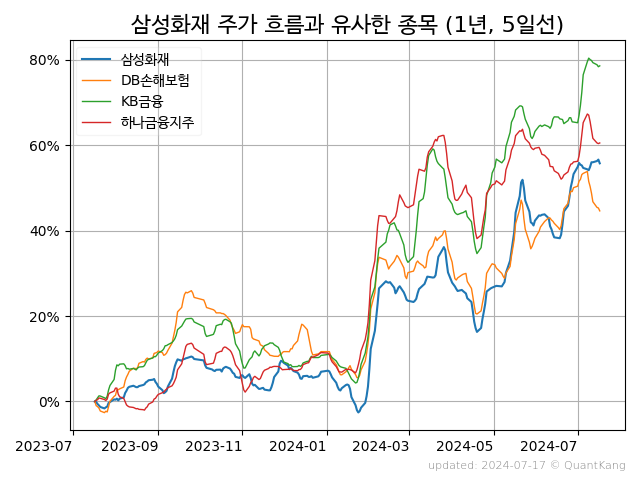 삼성화재 주가 흐름과 유사한 종목 (1년, 5일선)
삼성화재
DB손해보험
KB금융
하나금융지주
80%
60%
40%
20%
0%
2023-07
2023-09
2023-11
2024-01
2024-03
2024-05
2024-07
updated: 2024-07-17 © QuantKang